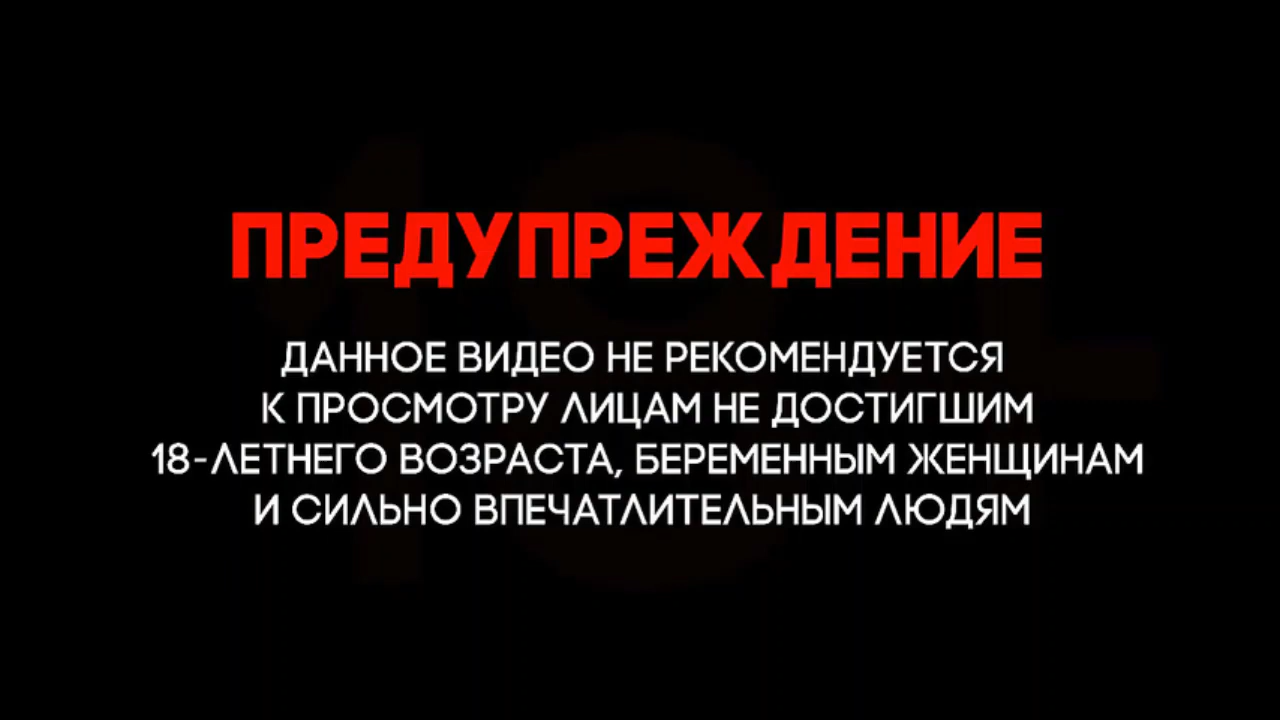 ПРЕДУПРЕЖДЕНИЕ
ДАННОЕ ВИДЕО НЕ РЕКОМЕНДУЕТСЯ
К ПРОСМОТРУ ЛИЦАМ НЕ ДОСТИГШИМ
18-ЛЕТНЕГО ВОЗРАСТА, БЕРЕМЕННЫМ ЖЕНЩИНАМ
И СИЛЬНО ВПЕЧАТЛИТЕЛЬНЫМ ЛЮДЯМ